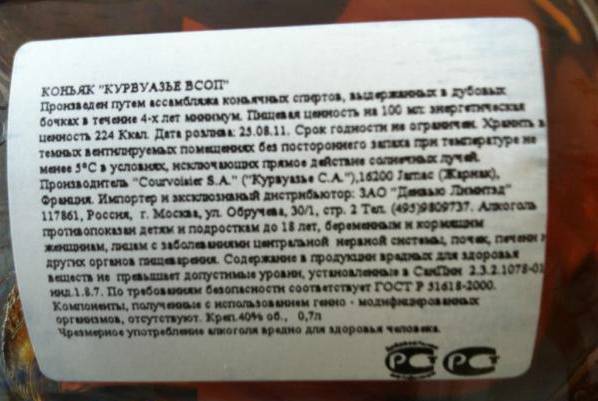 КОНЬЯК "КУРВУАЗЬЕ ВСОП"
Произведен путем ассамбляжа коньячных спиртов, выдержанных в дубовых
бочках в течение 4-х лет минимум. Пищевая ценность на 100 мл: энергетическая
ценность 224 Ккал. Дата розлива: 25.08.11. Срок годности не ограничен. Хранить в
темных вентилируемых помещениях без постороннего запаха при температуре не
менее 5°С в условиях, исключающих прямое действие солнечных лучей.
Производитель "Courvoisier S.A." ("Курвуазье С.А."),16200 Jarnac (Жарнак),
Франция. Импортер и эксклюзивный дистрибьютор: ЗАО "Денвью Лимитэд"
117861, Россия, г. Москва, ул. Обручева, 30/1, стр. 2 Тел. (495)9809737. Алкоголь
противопоказан детям и подросткам до 18 лет, беременным и кормящим
женщинам, лицам с заболеваниями центральной нервной системы, почек, печени и
других органов пищеварения. Содержание в продукции вредных для здоровья
веществ не превышает допустимые уровни, установленные в СанПин 2.3.2.1078-01
инд.1.8.7. По требованиям безопасности соответствует ГОСТ Р 51618-2000.
Компоненты, полученные с использованием генно - модифицированных
организмов, отсутствуют. Креп.40% об., 0,7л
Чрезмерное употребление алкоголя вредно для здоровья человека.
РСТ РСТ